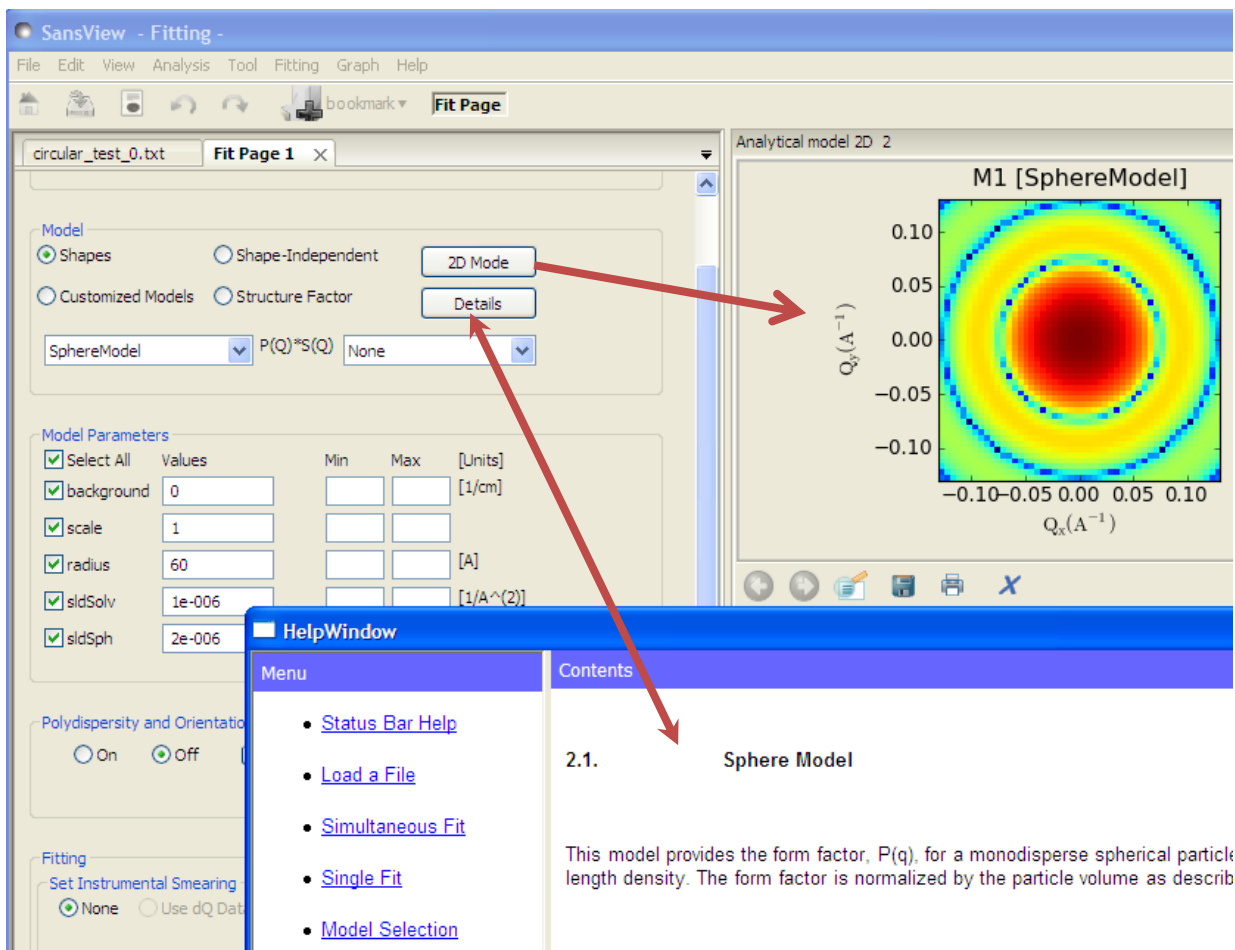 SansView - Fitting -
File Edit View Analysis Tool Fitting Graph Help
bookmark Fit Page
circular_test_0.txt Fit Page 1
Model
Shapes Shape-Independent 2D Mode
Customized Models Structure Factor Details
SphereModel P(Q)*S(Q) None
Model Parameters
Select All Values Min Max [Units]
background 0 [1/cm]
scale 1
radius 60 [A]
sldSolv 1e-006 [1/A^(2)]
sldSph 2e-006
Polydispersity and Orientatio
On Off
Fitting
Set Instrumental Smearing
None Use dQ Dat
Analytical model 2D 2
M1 [SphereModel]
0.10
0.05
0.00
−0.05
−0.10
Qy(A−1)
−0.10 −0.05 0.00 0.05 0.10
Qx(A−1)
HelpWindow
Menu
Status Bar Help
Load a File
Simultaneous Fit
Single Fit
Model Selection
Contents
2.1. Sphere Model
This model provides the form factor, P(q), for a monodisperse spherical particle
length density. The form factor is normalized by the particle volume as describ